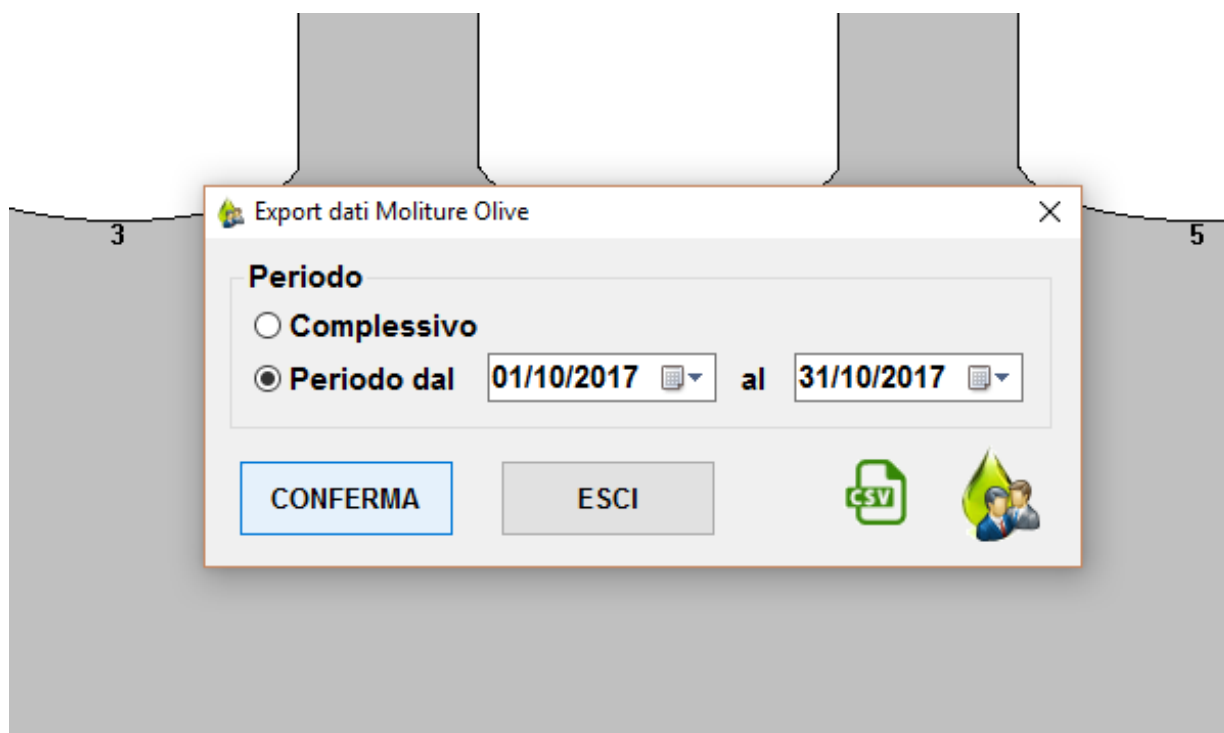 3
5
Export dati Moliture Olive
Periodo
Complessivo
Periodo dal 01/10/2017 al 31/10/2017
CONFERMA ESCI CSV